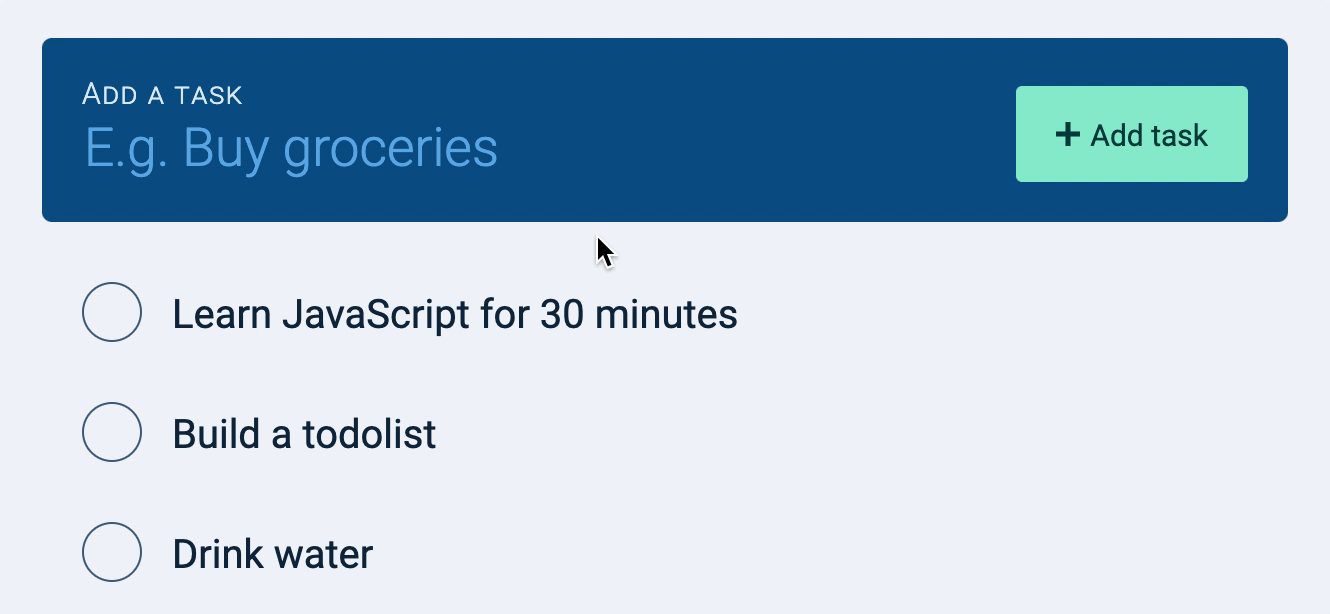 Add a task
E.g. Buy groceries
+ Add task
Learn JavaScript for 30 minutes
Build a todolist
Drink water